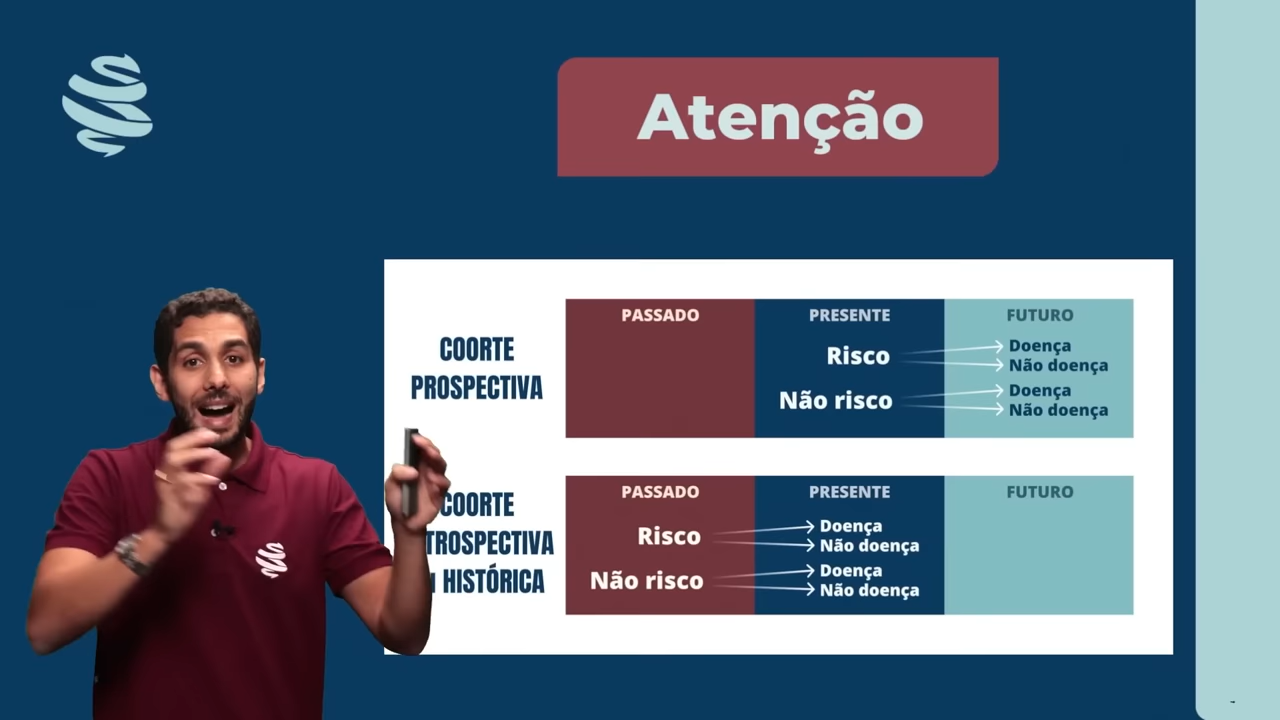 Atenção
COORTE
PROSPECTIVA
PASSADO
PRESENTE
FUTURO
Risco
Não risco
Doença
Não doença
Doença
Não doença
COORTE
HISTÓRICA
PASSADO
PRESENTE
FUTURO
Risco
Não risco
Doença
Não doença
Doença
Não doença